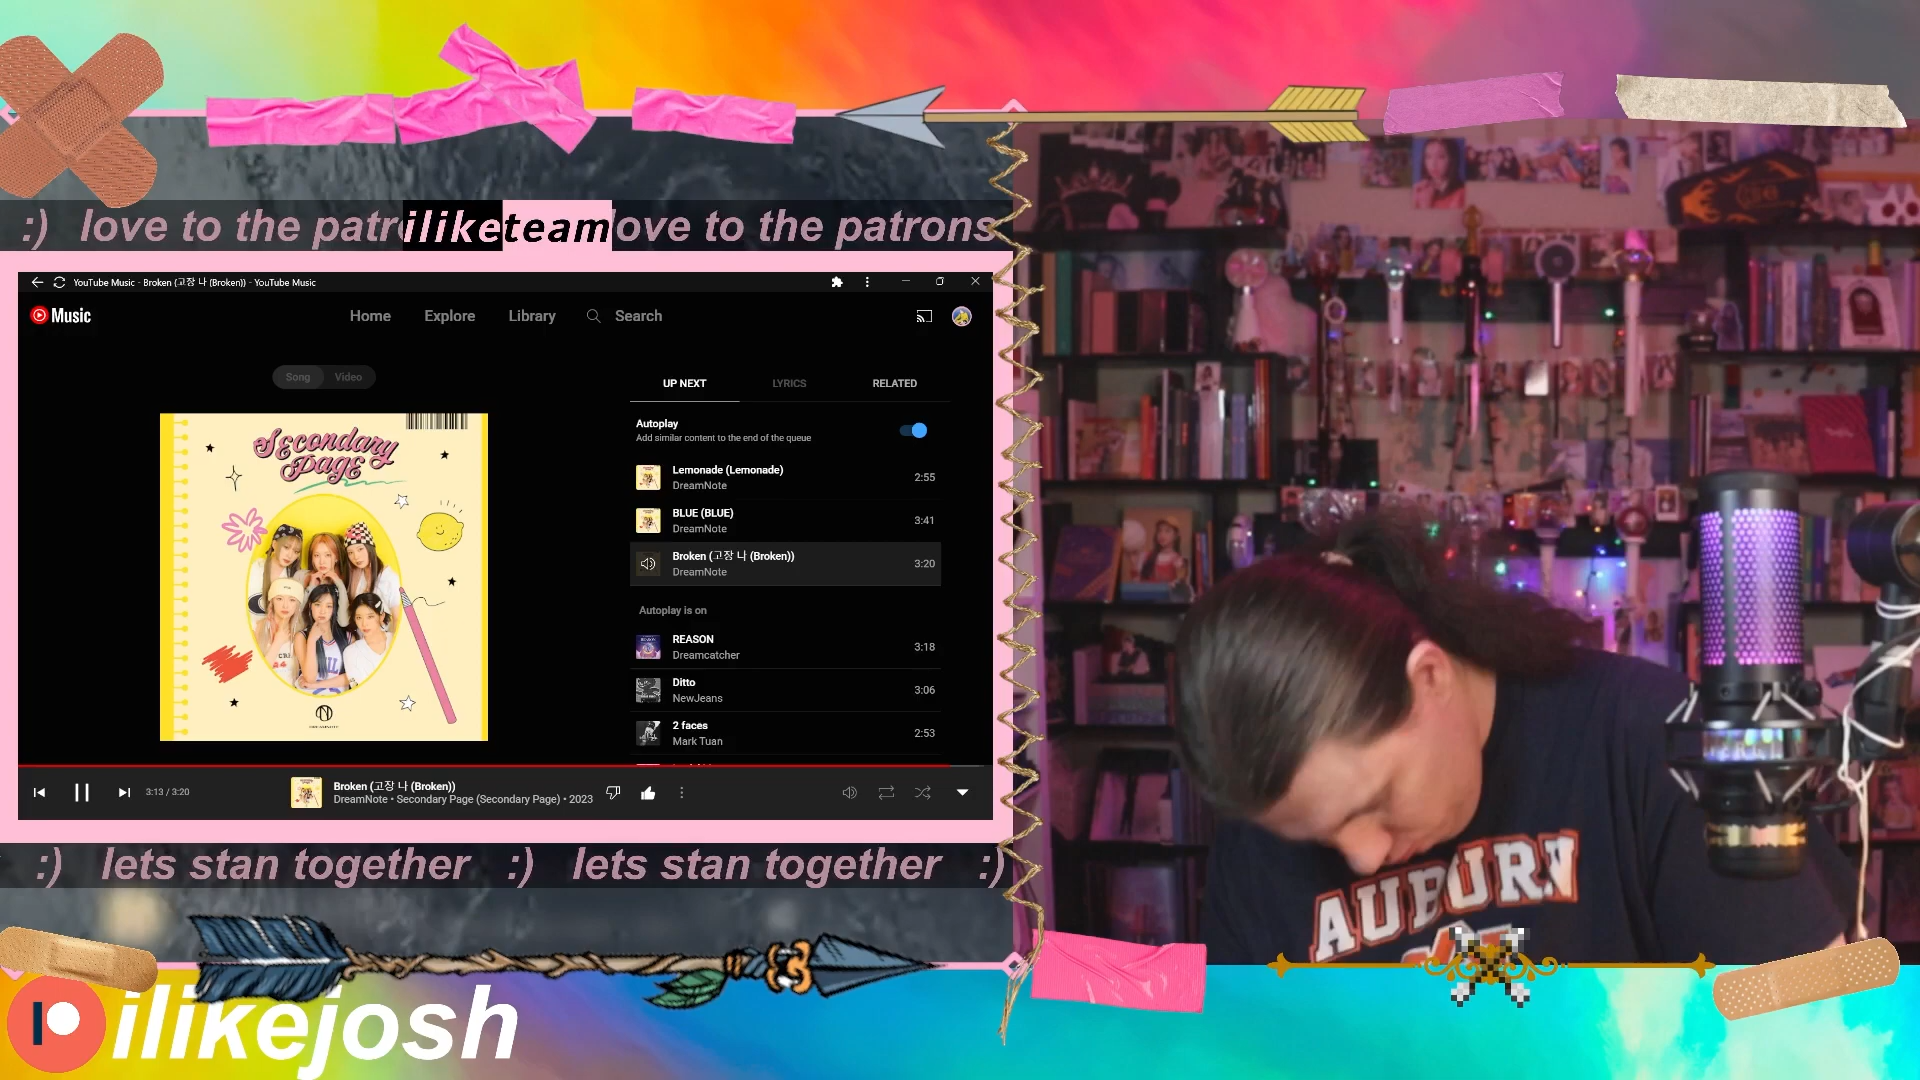 :) love to the patr
iliketeam
love to the patrons
YouTube Music - Broken (고장 나 (Broken)) - YouTube Music
Music
Home
Explore
Library
Search
Song
Video
Secondary
Page
UP NEXT
LYRICS
RELATED
Autoplay
Add similar content to the end of the queue
Lemonade (Lemonade)
DreamNote
2:55
BLUE (BLUE)
DreamNote
3:41
Broken (고장 나 (Broken))
DreamNote
3:20
Autoplay is on
REASON
Dreamcatcher
3:18
Ditto
NewJeans
3:06
2 faces
Mark Tuan
2:53
3:13 / 3:20
Broken (고장 나 (Broken))
DreamNote • Secondary Page (Secondary Page) • 2023
:) lets stan together :) lets stan together :)
AUBURN
ilikejosh